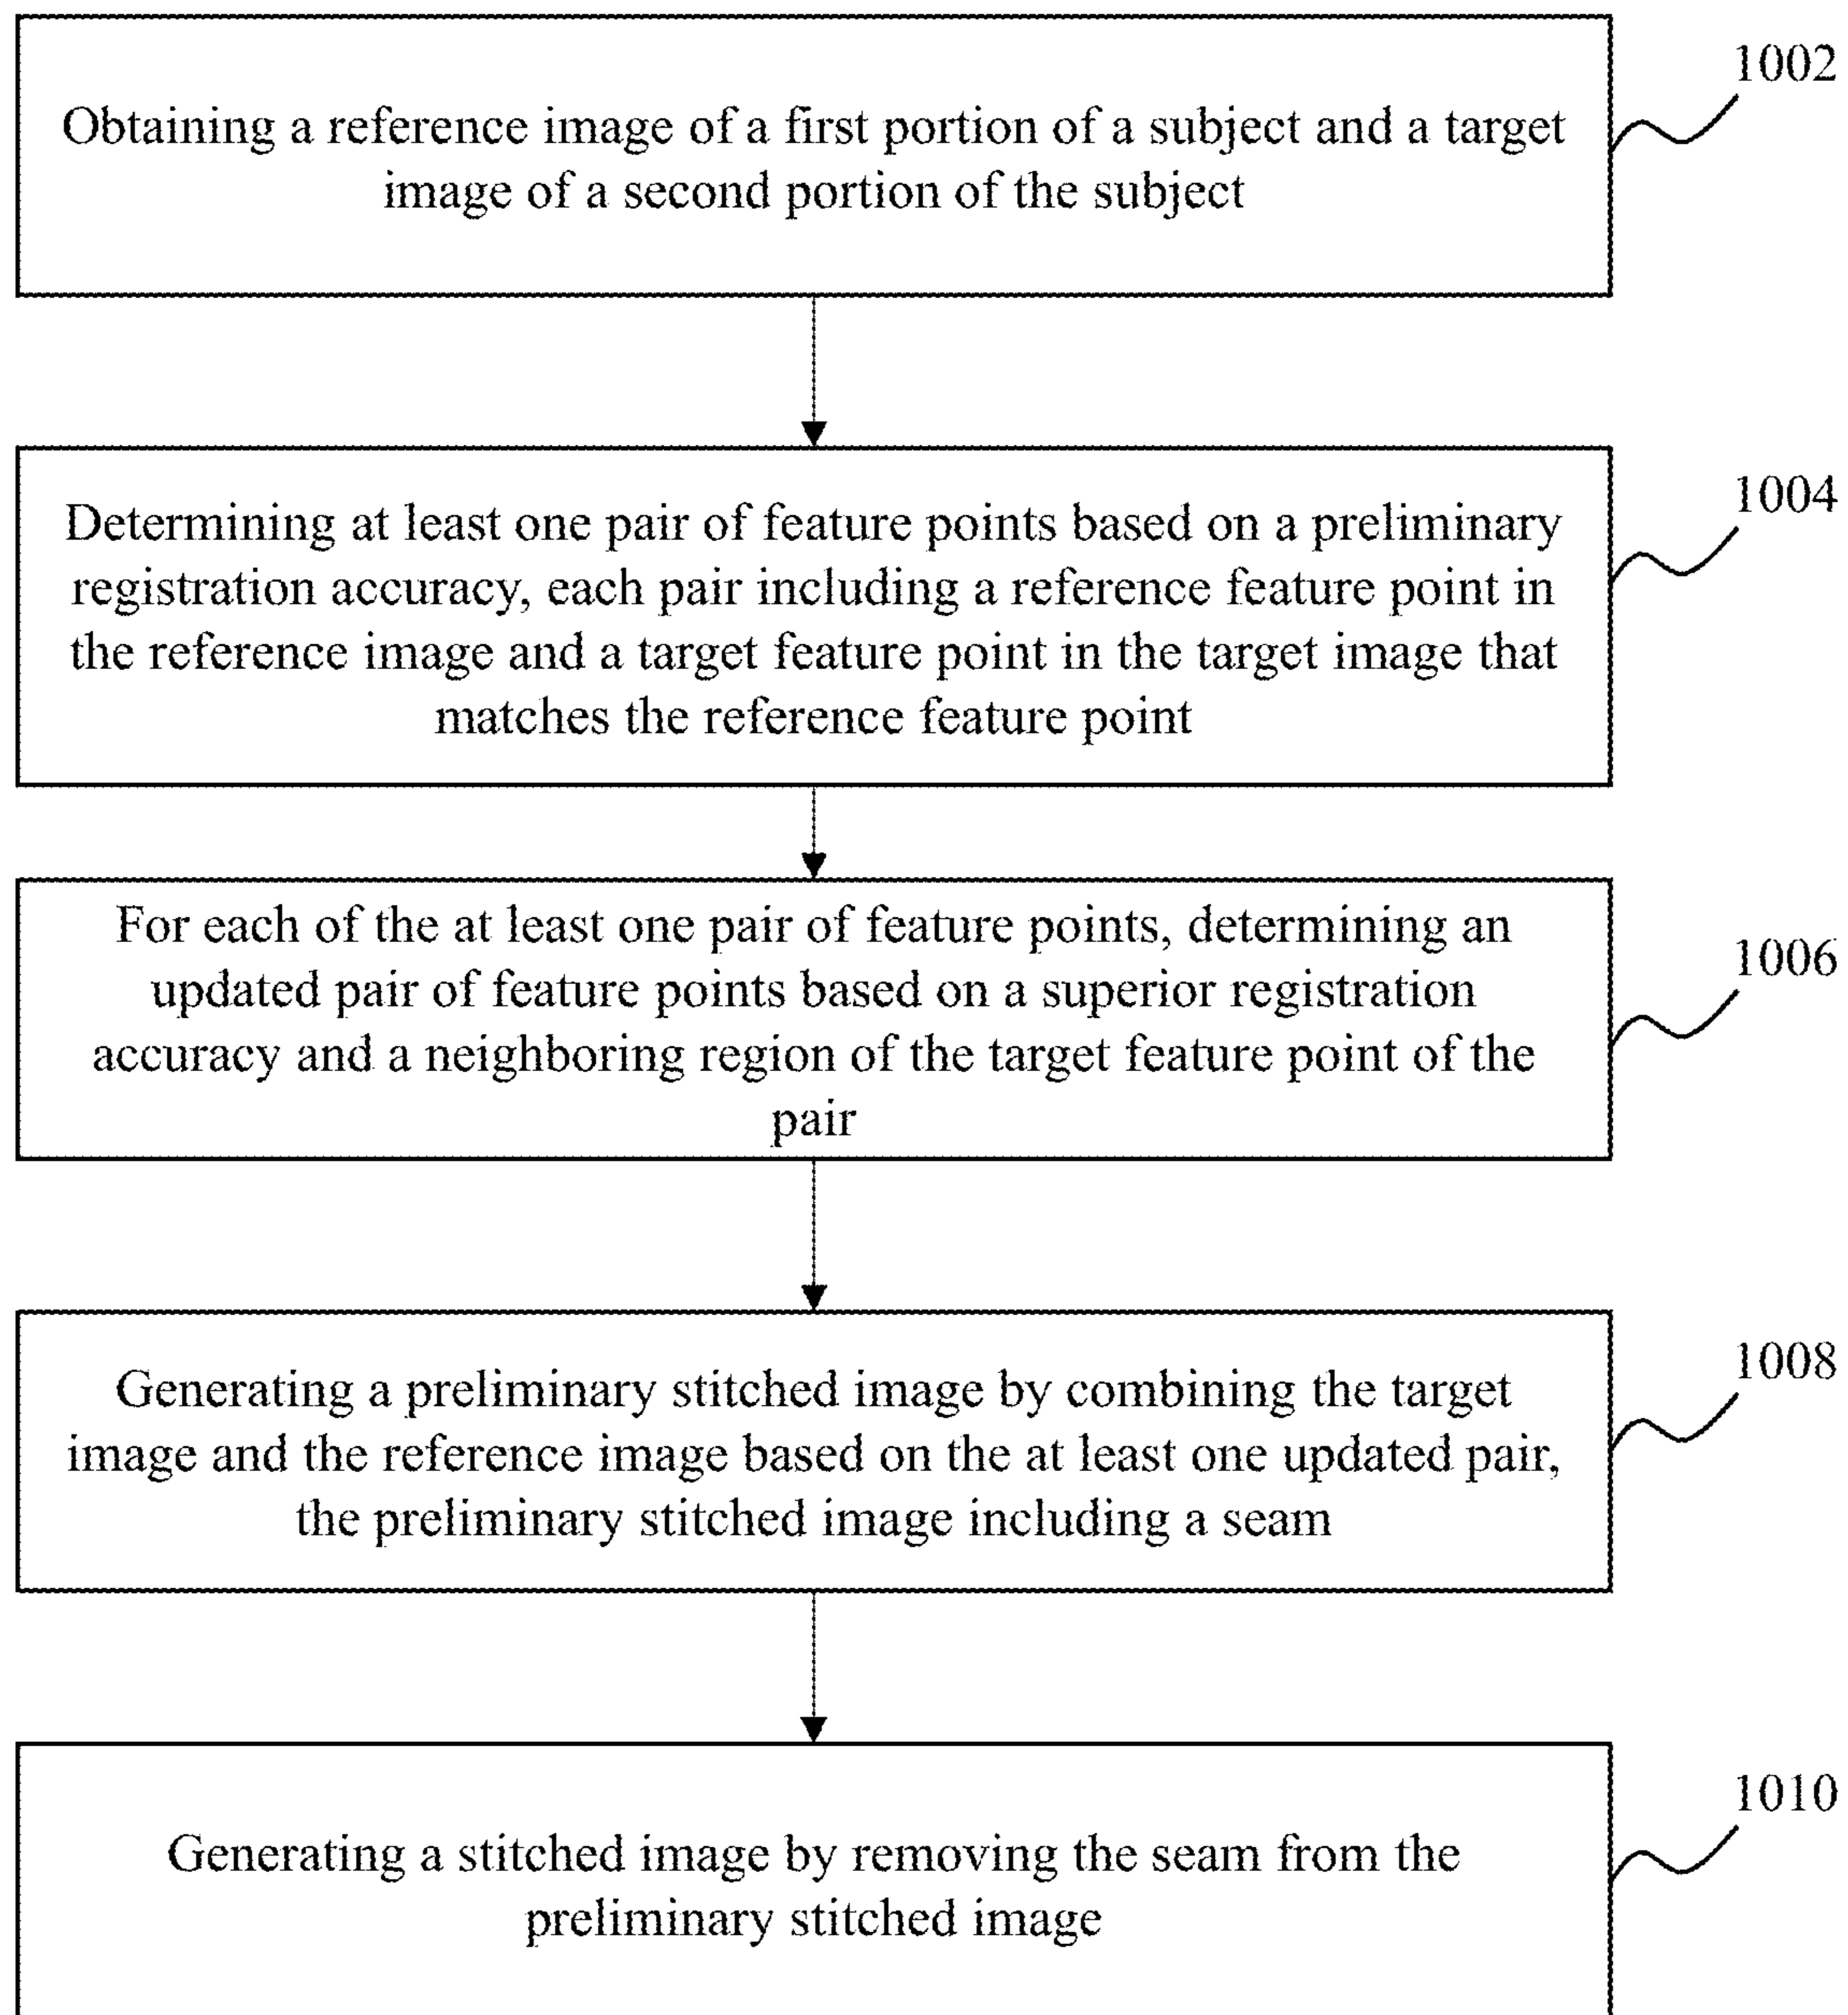 1002
Obtaining a reference image of a first portion of a subject and a target
image of a second portion of the subject
1004
Determining at least one pair of feature points based on a preliminary
registration accuracy, each pair including a reference feature point in
the reference image and a target feature point in the target image that
matches the reference feature point
1006
For each of the at least one pair of feature points, determining an
updated pair of feature points based on a superior registration
accuracy and a neighboring region of the target feature point of the
pair
1008
Generating a preliminary stitched image by combining the target
image and the reference image based on the at least one updated pair,
the preliminary stitched image including a seam
1010
Generating a stitched image by removing the seam from the
preliminary stitched image